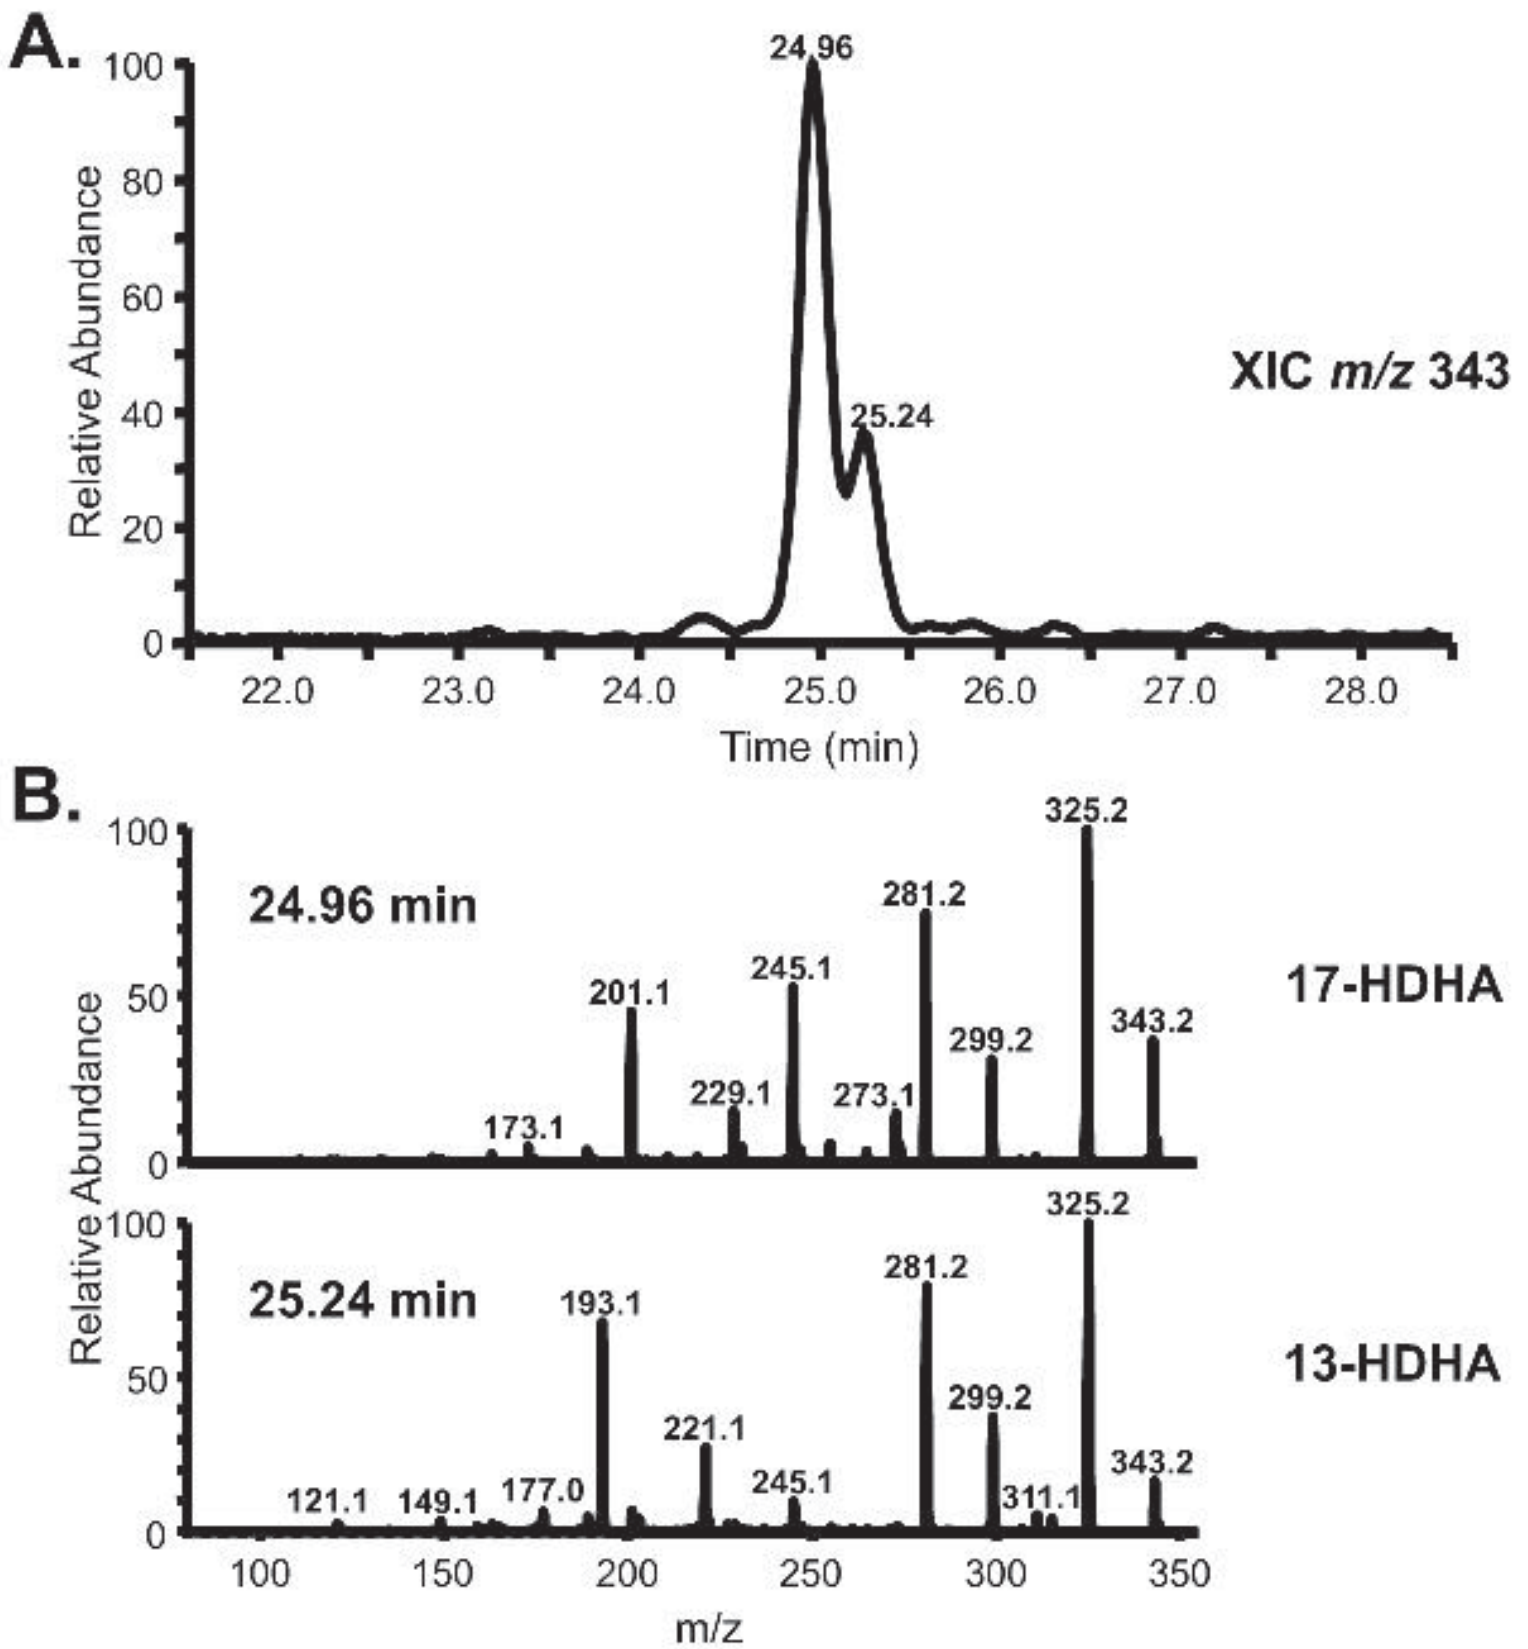 A.
24.96
100
80
60
40
20
0
Relative Abundance
25.24
XIC m/z 343
22.0 23.0 24.0 25.0 26.0 27.0 28.0
Time (min)
B.
100
50
0
Relative Abundance
24.96 min
173.1
201.1
229.1
245.1
273.1
281.2
299.2
325.2
343.2
17-HDHA
100
50
0
Relative Abundance
25.24 min
121.1
149.1
177.0
193.1
221.1
245.1
281.2
299.2
311.1
325.2
343.2
13-HDHA
100 150 200 250 300 350
m/z